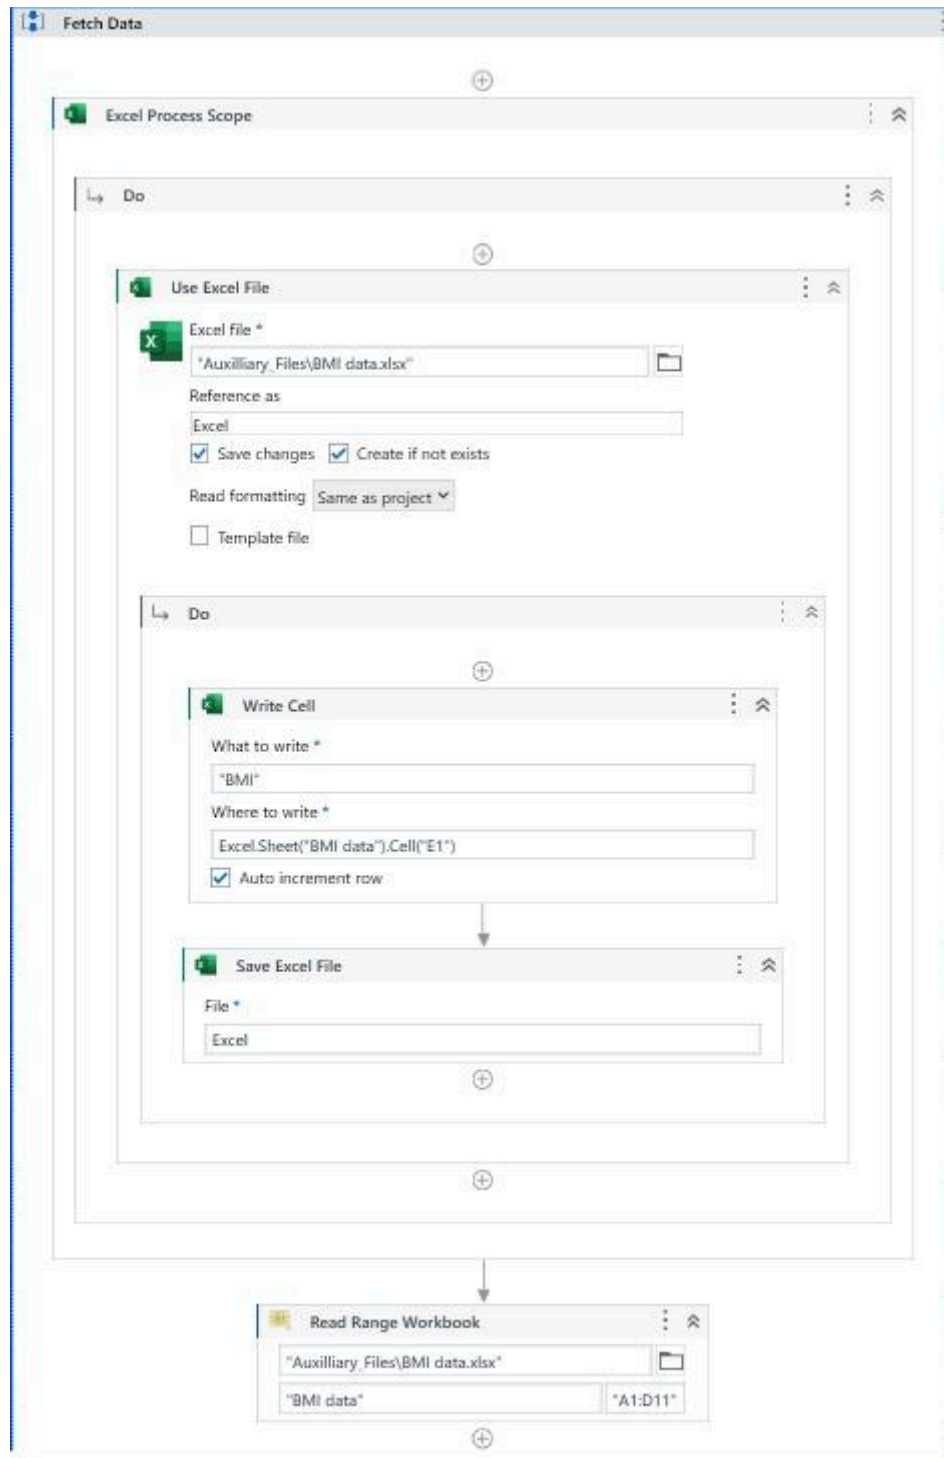 Fetch Data
Excel Process Scope
Do
Use Excel File
Excel file *
"Auxilliary_Files\BMI data.xlsx"
Reference as
Excel
Save changes Create if not exists
Read formatting Same as project
Template file
Do
Write Cell
What to write *
"BMI"
Where to write *
Excel.Sheet("BMI data").Cell("E1")
Auto increment row
Save Excel File
File *
Excel
Read Range Workbook
"Auxilliary_Files\BMI data.xlsx"
"BMI data" "A1:D11"